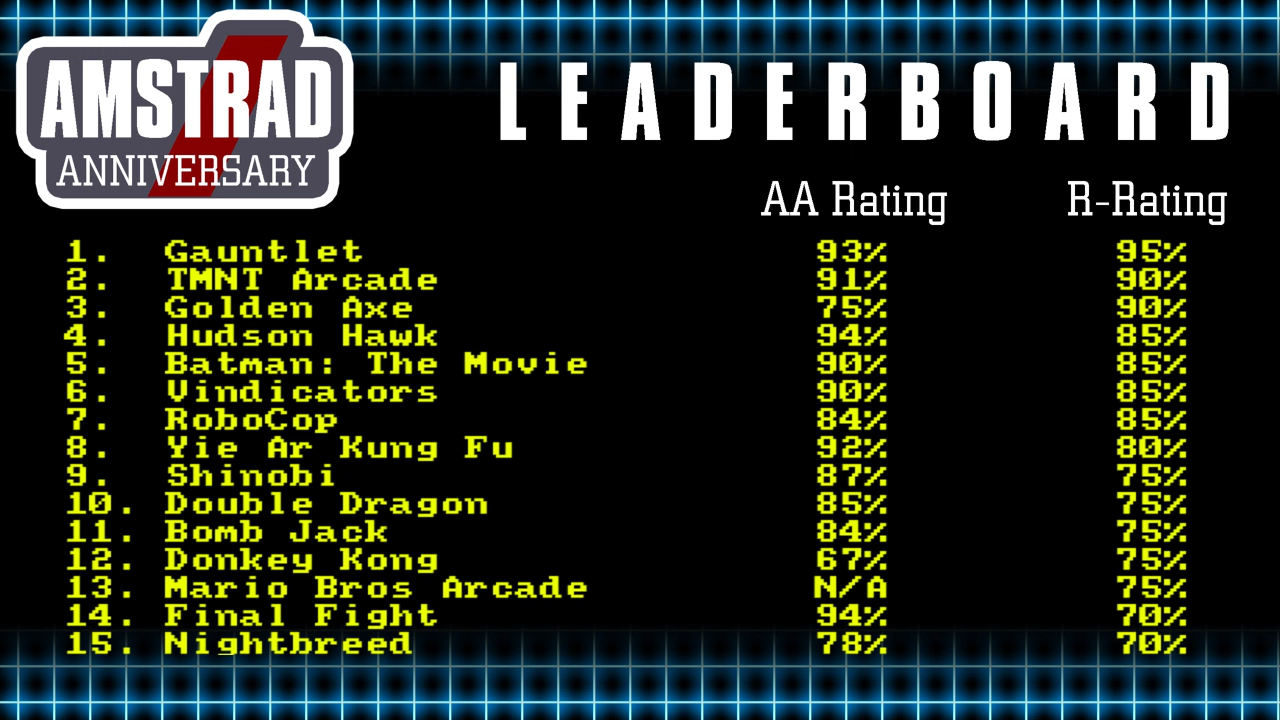 AMSTRAD
ANNIVERSARY
LEADERBOARD
AA Rating R-Rating
1. Gauntlet 93% 95%
2. TMNT Arcade 91% 90%
3. Golden Axe 75% 90%
4. Hudson Hawk 94% 85%
5. Batman: The Movie 90% 85%
6. Vindicators 90% 85%
7. RoboCop 84% 85%
8. Yie Ar Kung Fu 92% 80%
9. Shinobi 87% 75%
10. Double Dragon 85% 75%
11. Bomb Jack 84% 75%
12. Donkey Kong 67% 75%
13. Mario Bros Arcade N/A 75%
14. Final Fight 94% 70%
15. Nightbreed 78% 70%